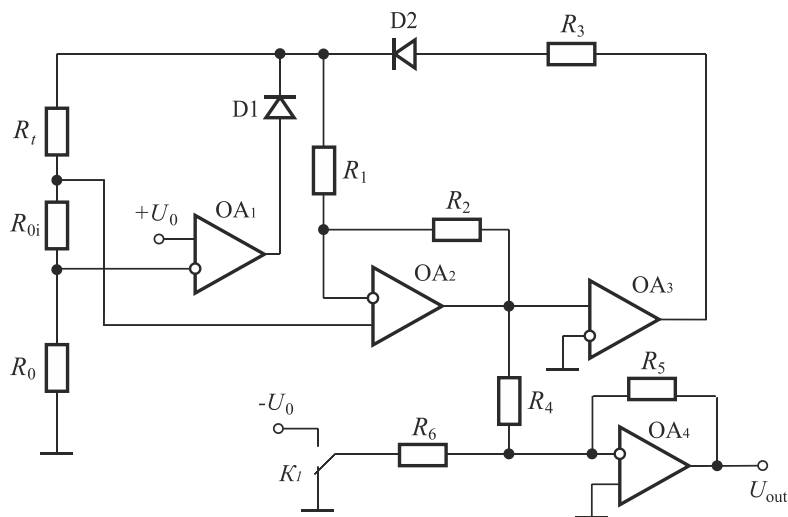 D2
R3
D1
Rt
R1
+U0
OA1
R2
R0i
OA2
OA3
R0
R5
R4
-U0
R6
OA4
K1
Uout